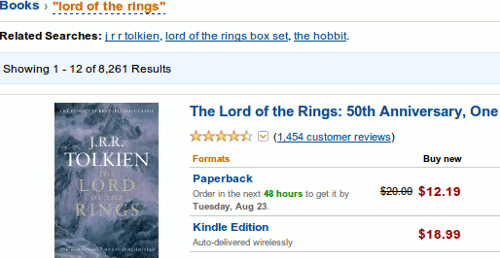 Books › "lord of the rings"
Related Searches: j r r tolkien, lord of the rings box set, the hobbit.
Showing 1 - 12 of 8,261 Results
The Lord of the Rings: 50th Anniversary, One
(1,454 customer reviews)
Formats Buy new
Paperback
Order in the next 48 hours to get it by
Tuesday, Aug 23.
$20.00 $12.19
Kindle Edition
Auto-delivered wirelessly
$18.99
J.R.R.
TOLKIEN
THE
LORD
OF THE
RINGS